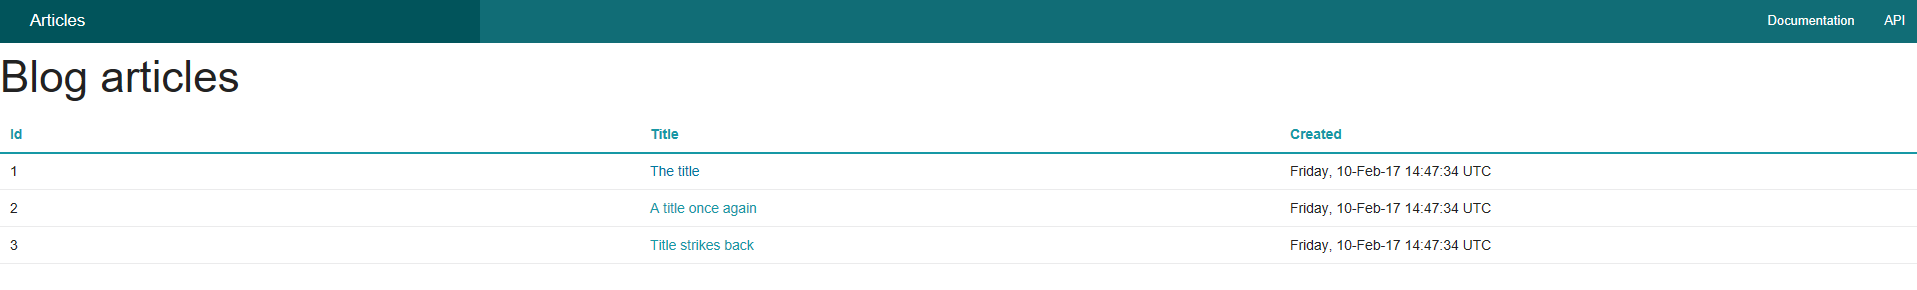 Articles Documentation API
Blog articles
Id Title Created
1 The title Friday, 10-Feb-17 14:47:34 UTC
2 A title once again Friday, 10-Feb-17 14:47:34 UTC
3 Title strikes back Friday, 10-Feb-17 14:47:34 UTC